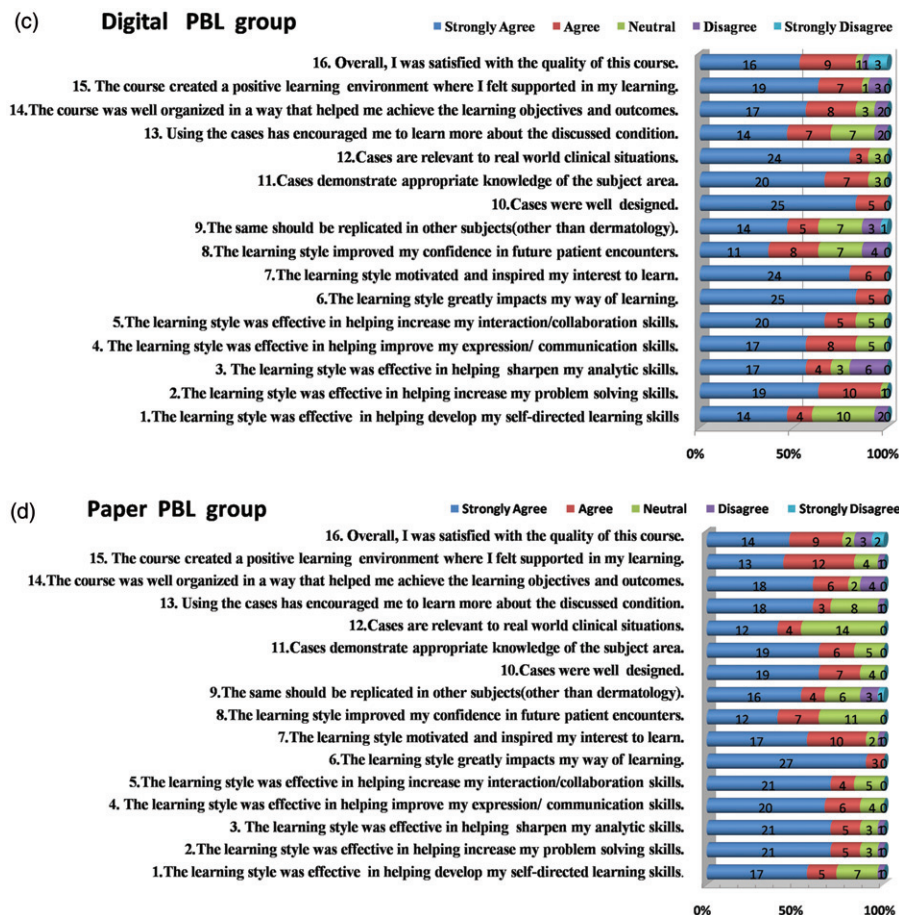 (c) Digital PBL group
Strongly Agree Agree Neutral Disagree Strongly Disagree
16. Overall, I was satisfied with the quality of this course. 16 9 1 1 3
15. The course created a positive learning environment where I felt supported in my learning. 19 7 1 3 0
14.The course was well organized in a way that helped me achieve the learning objectives and outcomes. 17 8 3 2 0
13. Using the cases has encouraged me to learn more about the discussed condition. 14 7 7 2 0
12.Cases are relevant to real world clinical situations. 24 3 3 0
11.Cases demonstrate appropriate knowledge of the subject area. 20 7 3 0
10.Cases were well designed. 25 5 0
9.The same should be replicated in other subjects(other than dermatology). 14 5 7 3 1
8.The learning style improved my confidence in future patient encounters. 11 8 7 4 0
7.The learning style motivated and inspired my interest to learn. 24 6 0
6.The learning style greatly impacts my way of learning. 25 5 0
5.The learning style was effective in helping increase my interaction/collaboration skills. 20 5 5 0
4. The learning style was effective in helping improve my expression/ communication skills. 17 8 5 0
3. The learning style was effective in helping sharpen my analytic skills. 17 4 3 6 0
2.The learning style was effective in helping increase my problem solving skills. 19 10 1 0
1.The learning style was effective in helping develop my self-directed learning skills 14 4 10 2 0
0% 50% 100%
(d) Paper PBL group
Strongly Agree Agree Neutral Disagree Strongly Disagree
16. Overall, I was satisfied with the quality of this course. 14 9 2 3 2
15. The course created a positive learning environment where I felt supported in my learning. 13 12 4 1 0
14.The course was well organized in a way that helped me achieve the learning objectives and outcomes. 18 6 2 4 0
13. Using the cases has encouraged me to learn more about the discussed condition. 18 3 8 1 0
12.Cases are relevant to real world clinical situations. 12 4 14 0
11.Cases demonstrate appropriate knowledge of the subject area. 19 6 5 0
10.Cases were well designed. 19 7 4 0
9.The same should be replicated in other subjects(other than dermatology). 16 4 6 3 1
8.The learning style improved my confidence in future patient encounters. 12 7 11 0
7.The learning style motivated and inspired my interest to learn. 17 10 2 1 0
6.The learning style greatly impacts my way of learning. 27 3 0
5.The learning style was effective in helping increase my interaction/collaboration skills. 21 4 5 0
4. The learning style was effective in helping improve my expression/ communication skills. 20 6 4 0
3. The learning style was effective in helping sharpen my analytic skills. 21 5 3 1 0
2.The learning style was effective in helping increase my problem solving skills. 21 5 3 1 0
1.The learning style was effective in helping develop my self-directed learning skills. 17 5 7 1 0
0% 50% 100%